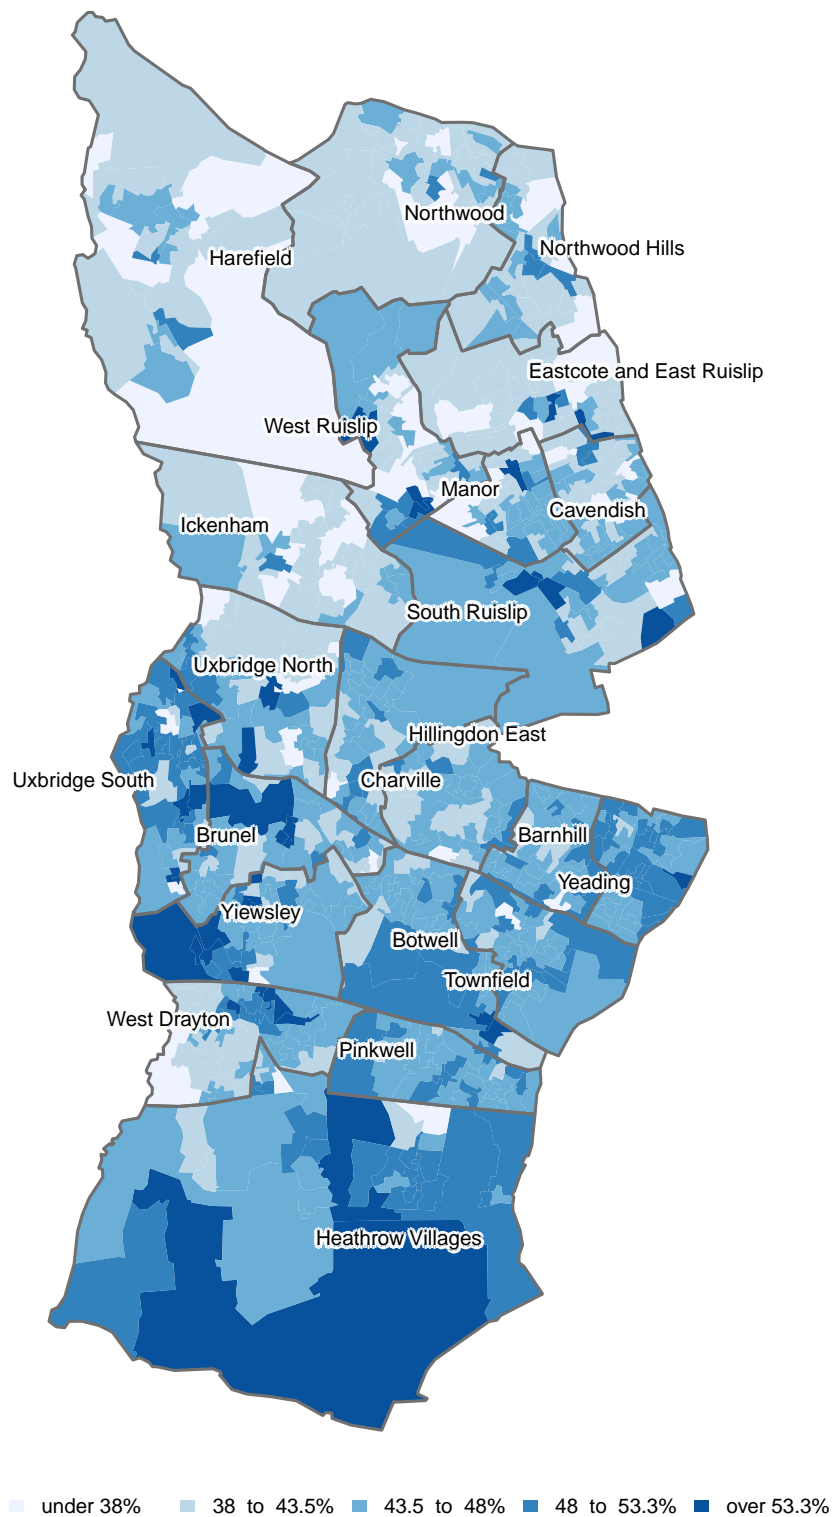 Northwood
Northwood Hills
Harefield
Eastcote and East Ruislip
West Ruislip
Manor
Cavendish
Ickenham
South Ruislip
Uxbridge North
Hillingdon East
Uxbridge South
Charville
Brunel
Barnhill
Yeading
Yiewsley
Botwell
Townfield
West Drayton
Pinkwell
Heathrow Villages
under 38% 38 to 43.5% 43.5 to 48% 48 to 53.3% over 53.3%